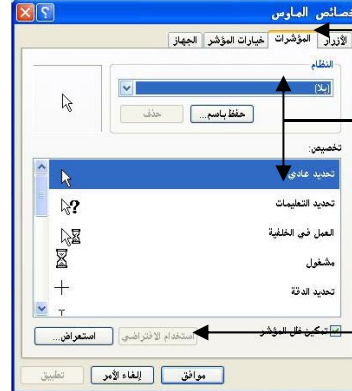 خصائص الماوس
الأزرار المؤشرات خيارات المؤشر الجهاز
النظام
(بلا)
حفظ باسم... حذف
تخصيص:
تحديد عادي
تحديد التعليمات
العمل في الخلفية
مشغول
تحديد الدقة
تمكين ظل المؤشر استخدام الافتراضي استعراض...
موافق إلغاء الأمر تطبيق